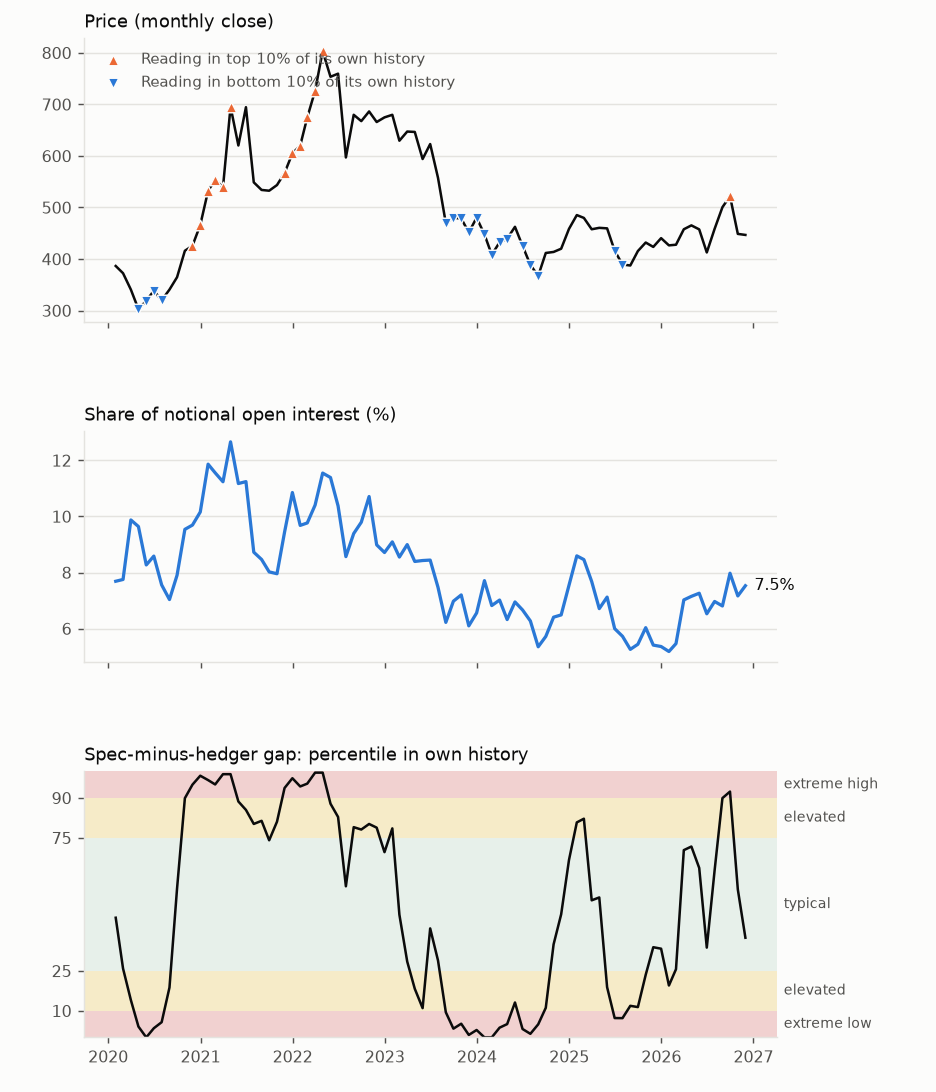 Price (monthly close)
800
Reading in top 10% of its own history
Reading in bottom 10% of its own history
700
600
500
400
300
Share of notional open interest (%)
12
10
8
7.5%
6
Spec-minus-hedger gap: percentile in own history
extreme high
90
elevated
75
typical
25
elevated
10
extreme low
2020 2021 2022 2023 2024 2025 2026 2027